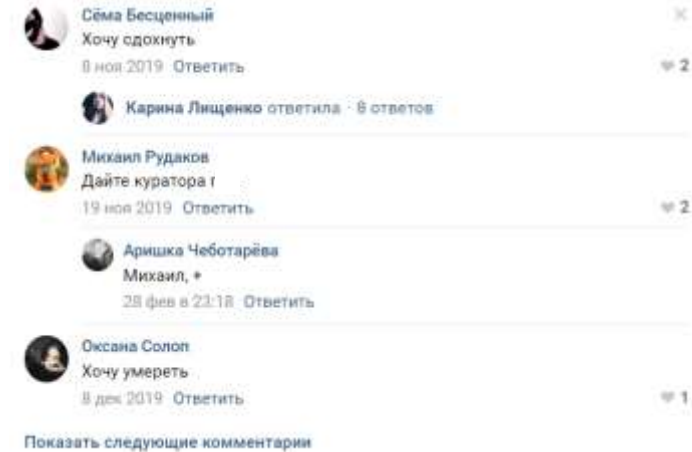 Сёма Бесценный
Хочу сдохнуть
8 ноя 2019 Ответить
2
Карина Лищенко ответила · 8 ответов
Михаил Рудаков
Дайте куратора г
19 ноя 2019 Ответить
2
Аришка Чеботарёва
Михаил, +
28 фев в 23:18 Ответить
Оксана Солоп
Хочу умереть
8 дек 2019 Ответить
1
Показать следующие комментарии